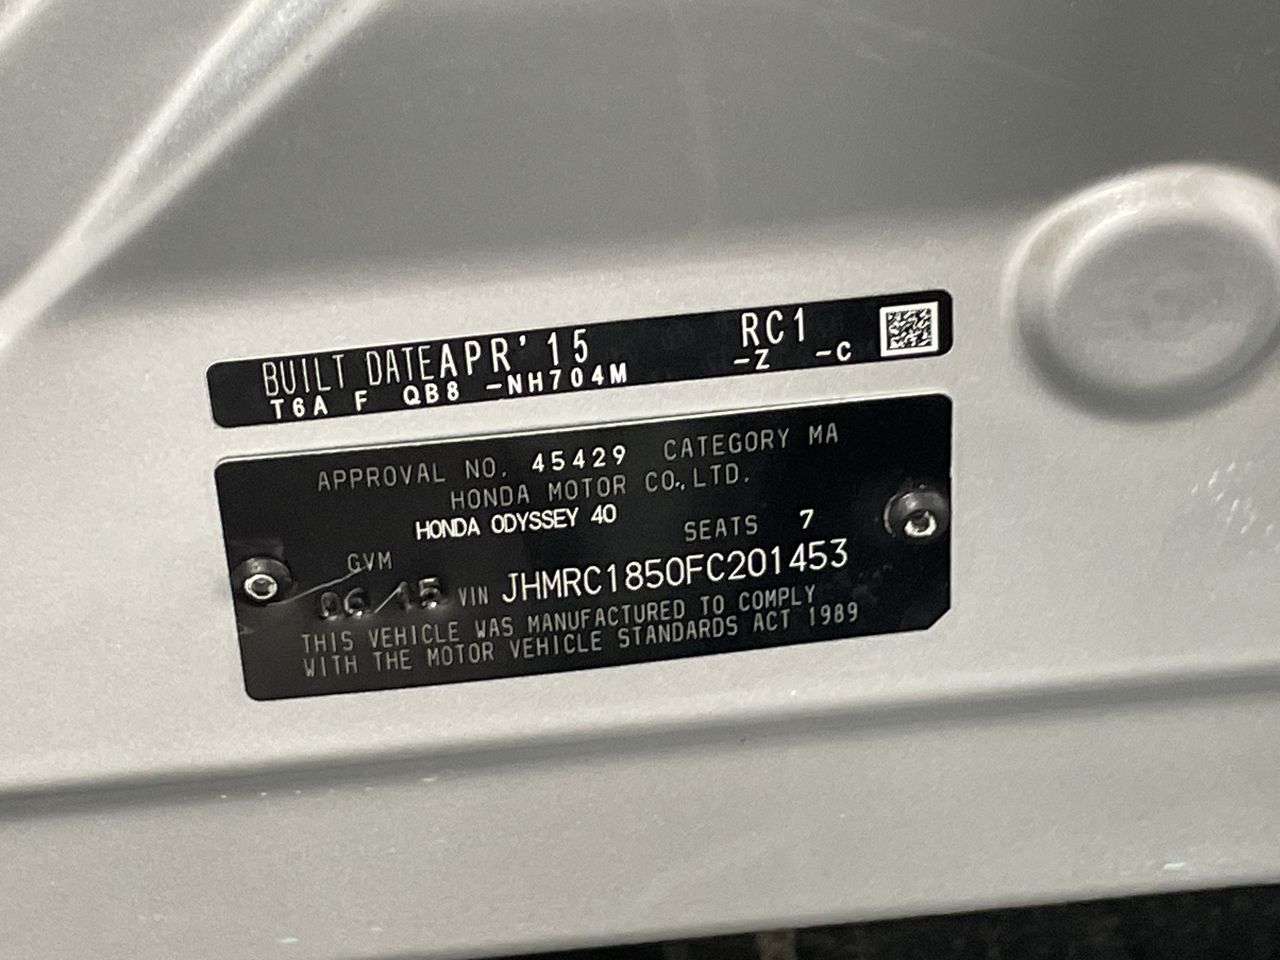 BUILT DATE APR'15 RC1
T6A F QB8 -NH704M -Z -C
APPROVAL NO. 45429 CATEGORY MA
HONDA MOTOR CO., LTD.
HONDA ODYSSEY 40 SEATS 7
GVM
06/15 VIN JHMRC1850FC201453
THIS VEHICLE WAS MANUFACTURED TO COMPLY
WITH THE MOTOR VEHICLE STANDARDS ACT 1989